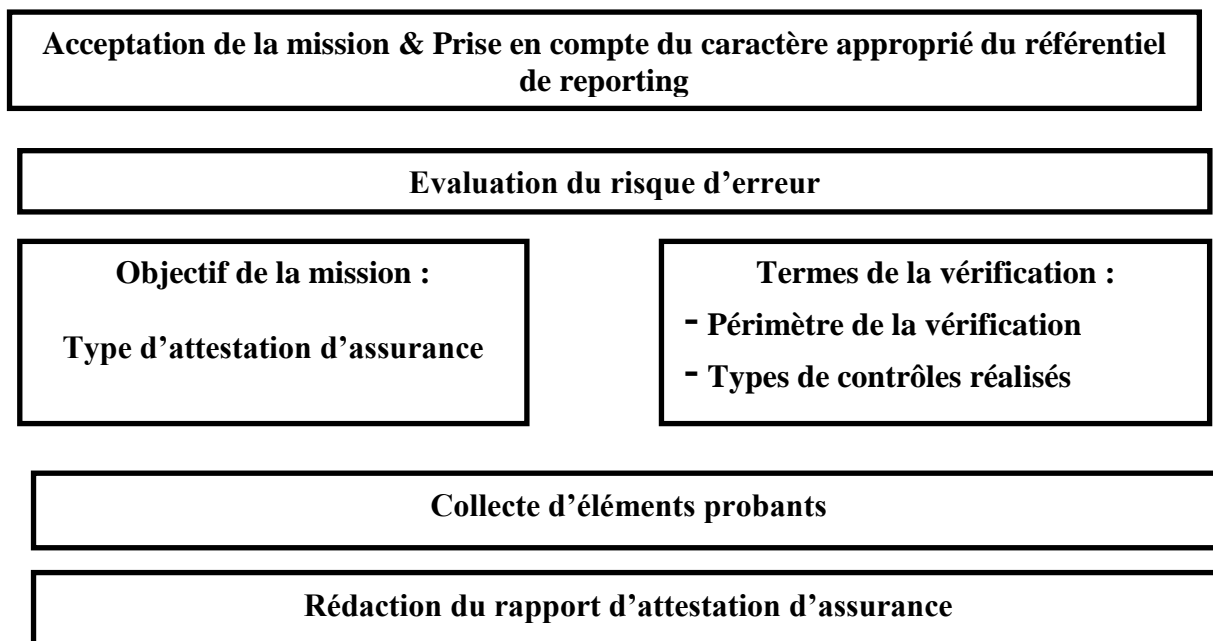 Acceptation de la mission & Prise en compte du caractère approprié du référentiel
de reporting
Evaluation du risque d’erreur
Objectif de la mission :
Type d’attestation d’assurance
Termes de la vérification :
- Périmètre de la vérification
- Types de contrôles réalisés
Collecte d’éléments probants
Rédaction du rapport d’attestation d’assurance